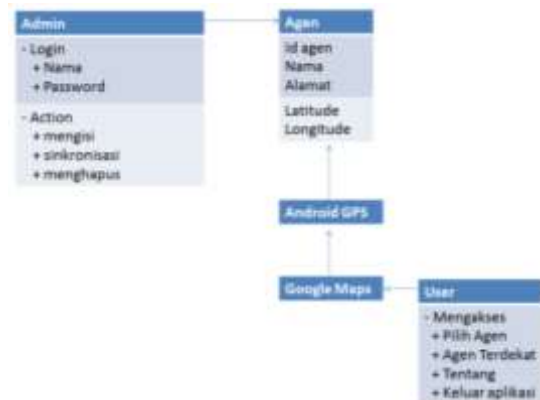 Admin
- Login
+ Nama
+ Password
- Action
+ mengisi
+ sinkronisasi
+ menghapus
Agen
Id agen
Nama
Alamat
Latitude
Longitude
Android GPS
Google Maps
User
- Mengakses
+ Pilih Agen
+ Agen Terdekat
+ Tentang
+ Keluar aplikasi